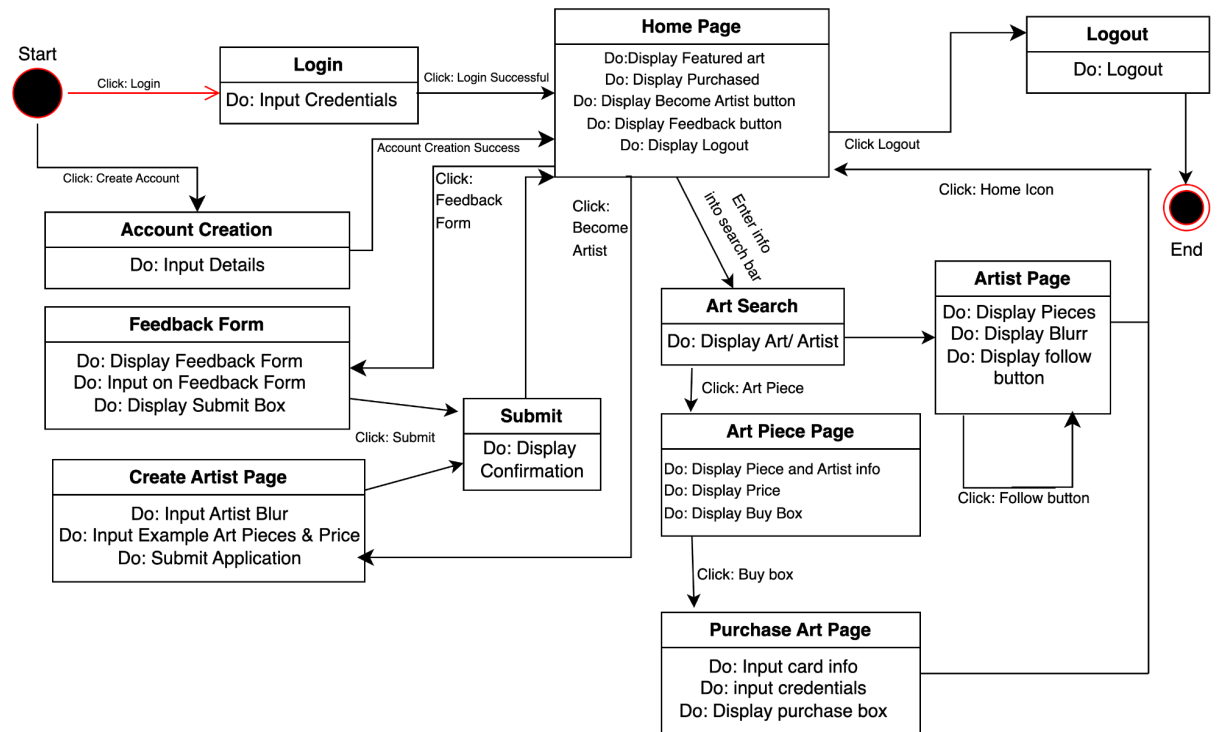 Start
Click: Login
Login
Do: Input Credentials
Click: Login Successful
Home Page
Do:Display Featured art
Do: Display Purchased
Do: Display Become Artist button
Do: Display Feedback button
Do: Display Logout
Click Logout
Logout
Do: Logout
End
Click: Create Account
Account Creation
Do: Input Details
Account Creation Success
Click:
Feedback
Form
Click:
Become
Artist
Enter info
into search bar
Click: Home Icon
Feedback Form
Do: Display Feedback Form
Do: Input on Feedback Form
Do: Display Submit Box
Click: Submit
Submit
Do: Display
Confirmation
Create Artist Page
Do: Input Artist Blur
Do: Input Example Art Pieces & Price
Do: Submit Application
Art Search
Do: Display Art/ Artist
Artist Page
Do: Display Pieces
Do: Display Blurr
Do: Display follow
button
Click: Follow button
Click: Art Piece
Art Piece Page
Do: Display Piece and Artist info
Do: Display Price
Do: Display Buy Box
Click: Buy box
Purchase Art Page
Do: Input card info
Do: input credentials
Do: Display purchase box